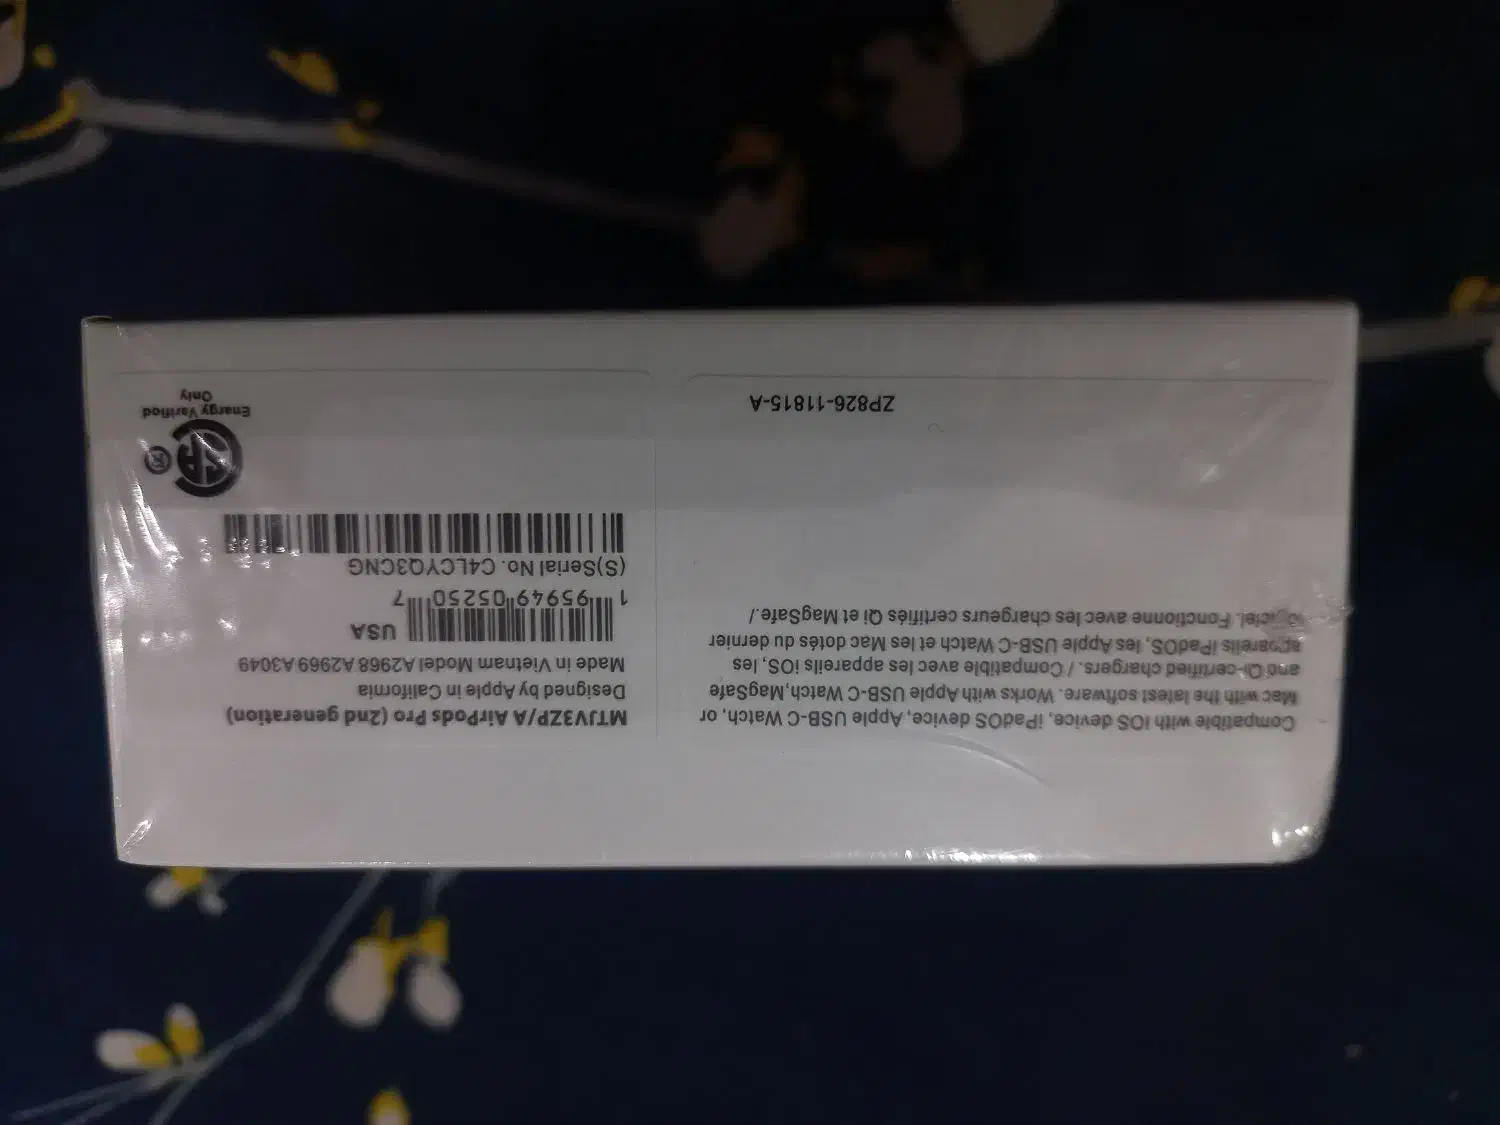 Compatible with iOS device, iPadOS device, Apple USB-C Watch, or
Mac with the latest software. Works with Apple USB-C Watch, MagSafe
and Qi-certified chargers. / Compatible avec les appareils iOS, les
appareils iPadOS, les Apple USB-C Watch et les Mac dotés du dernier
logiciel. Fonctionne avec les chargeurs certifiés Qi et MagSafe. /
ZP826-11815-A
MTJV3ZP/A AirPods Pro (2nd generation)
Designed by Apple in California
Made in Vietnam Model A2968 A2969 A3049
USA
1 95949 05250 7
(S)Serial No. C4LCYQ3CNG
SA ®
Energy Varified
Only